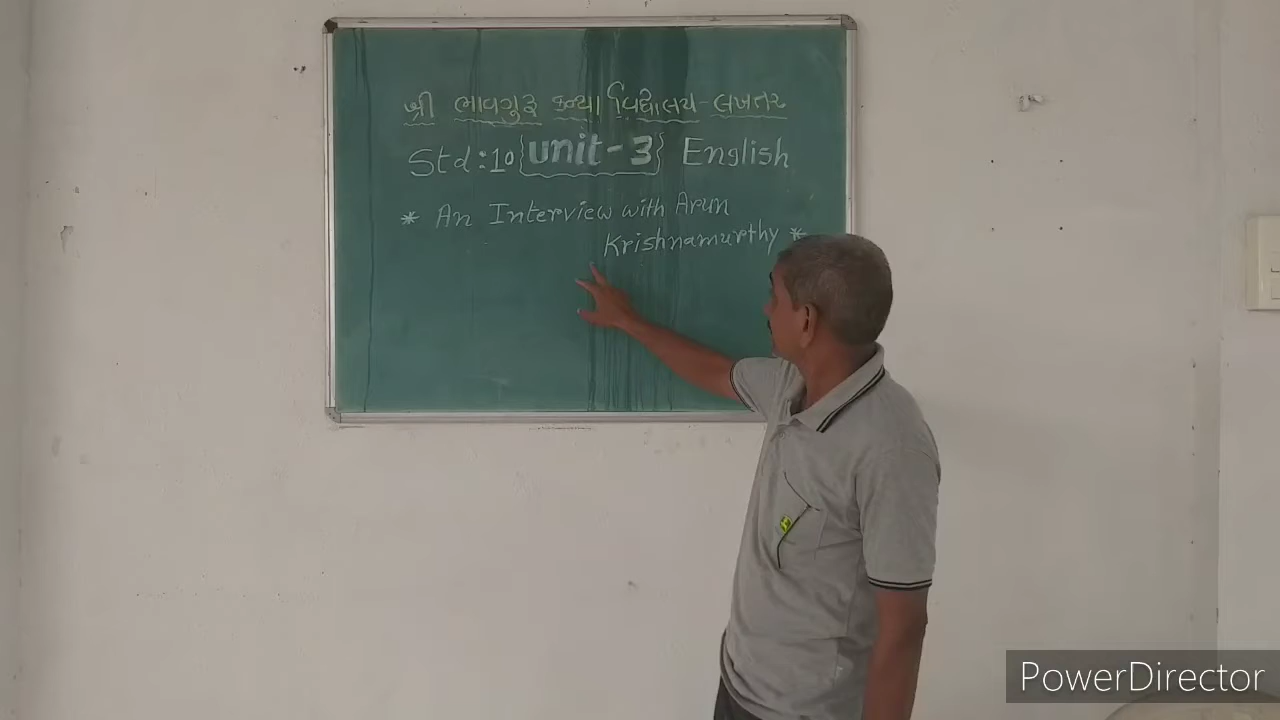 શ્રી ભાવગુરુ કન્યા વિદ્યાલય-લખતર
Std:10 {unit-3} English
* An Interview with Arun
Krishnamurthy *
PowerDirector